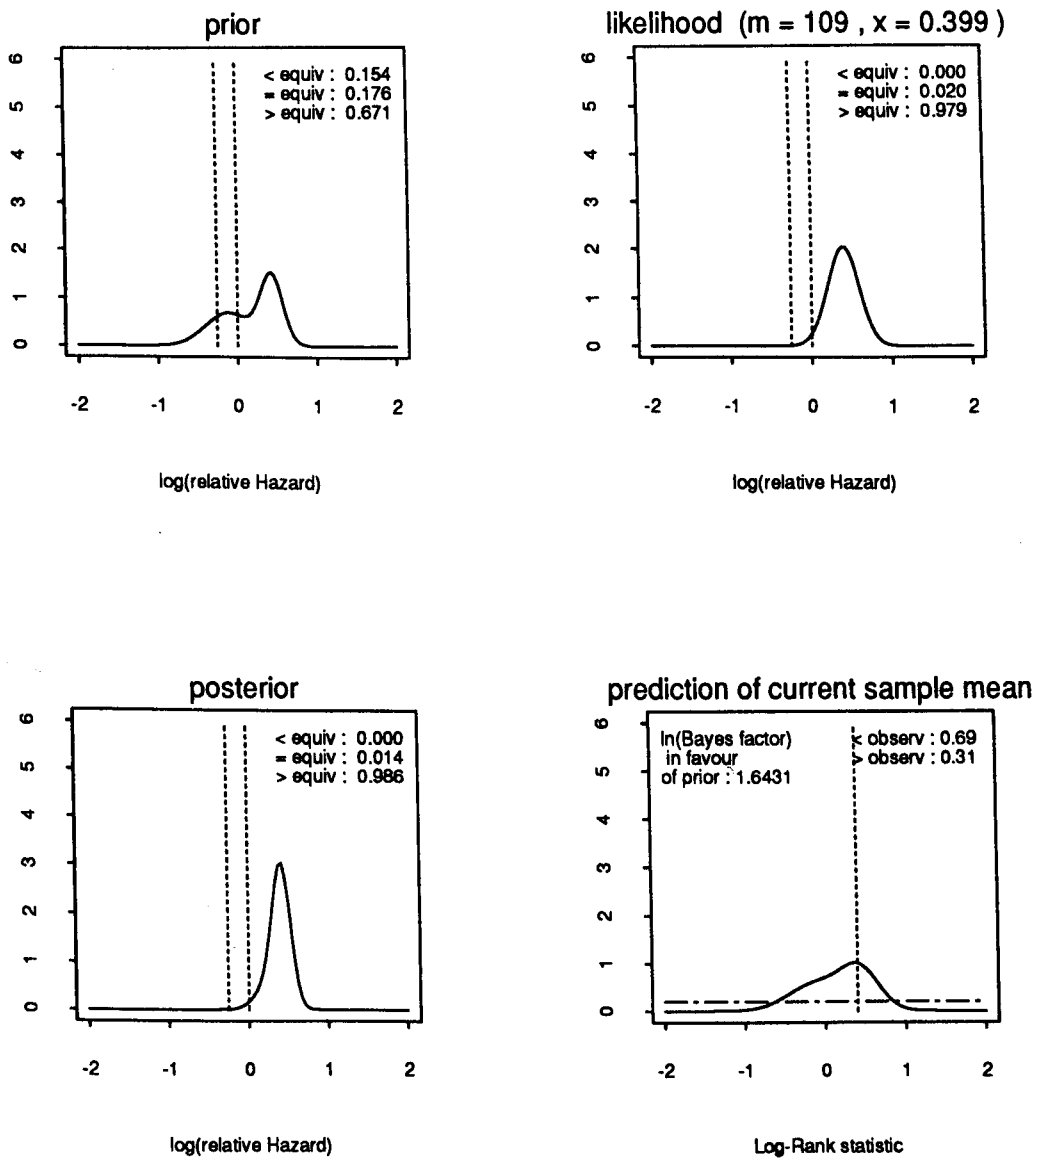 prior
< equiv : 0.154
= equiv : 0.176
> equiv : 0.671
6
5
4
3
2
1
0
-2 -1 0 1 2
log(relative Hazard)
likelihood (m = 109 , x = 0.399 )
< equiv : 0.000
= equiv : 0.020
> equiv : 0.979
6
5
4
3
2
1
0
-2 -1 0 1 2
log(relative Hazard)
posterior
< equiv : 0.000
= equiv : 0.014
> equiv : 0.986
6
5
4
3
2
1
0
-2 -1 0 1 2
log(relative Hazard)
prediction of current sample mean
ln(Bayes factor)
in favour
of prior : 1.6431
< observ : 0.69
> observ : 0.31
6
5
4
3
2
1
0
-2 -1 0 1 2
Log-Rank statistic